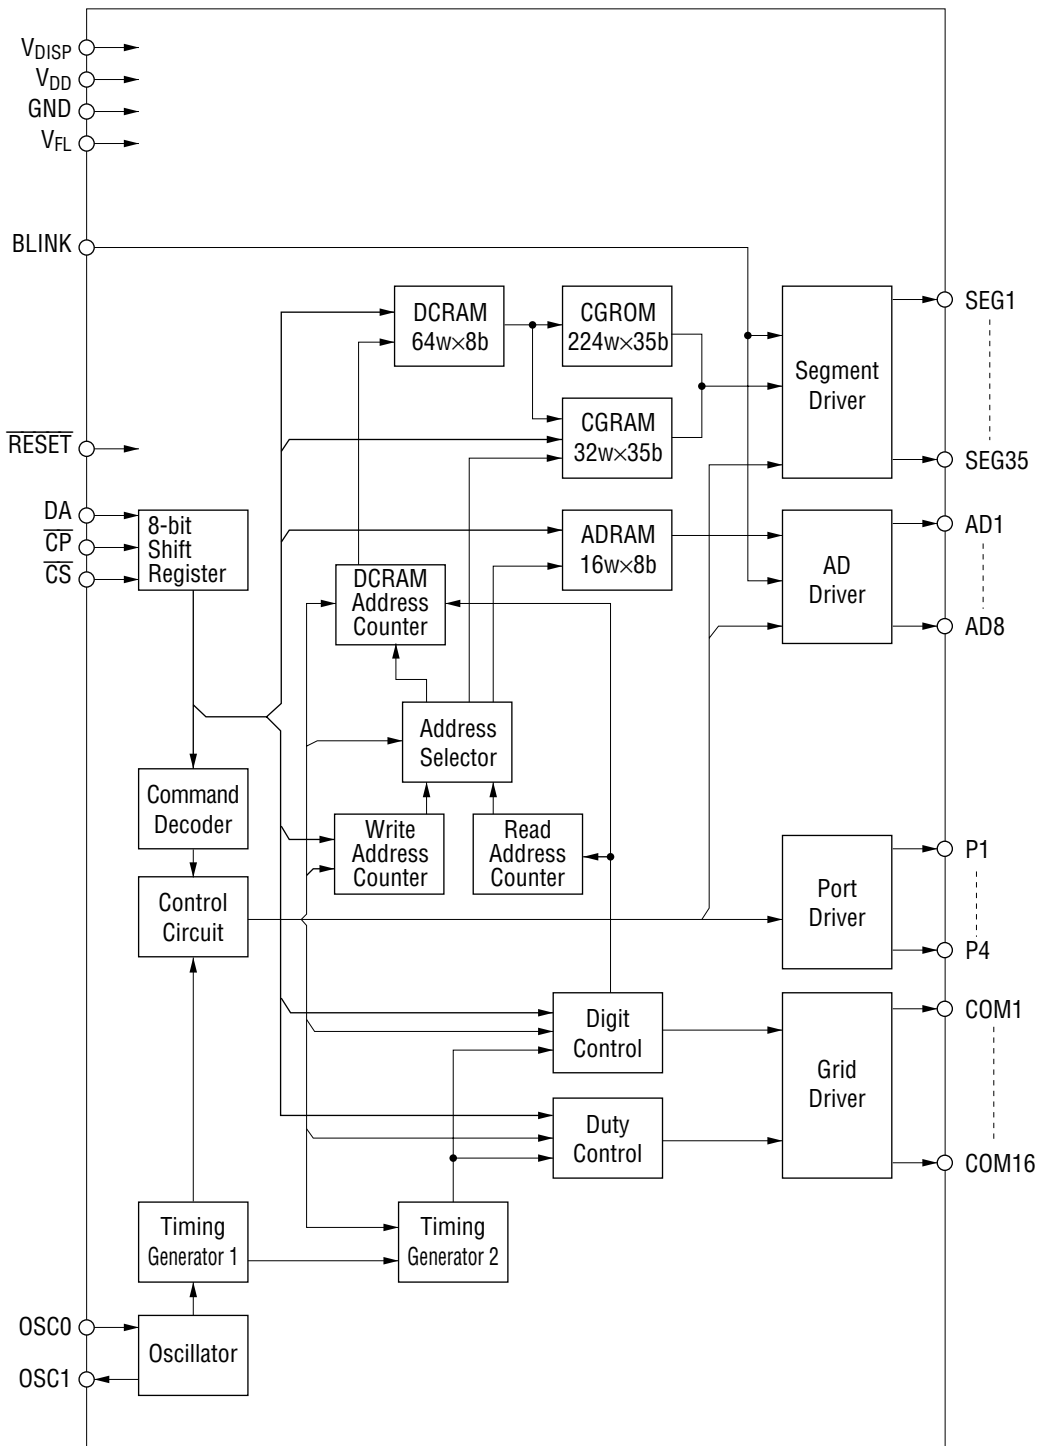 VDISP
VDD
GND
VFL
BLINK
DCRAM
64w×8b
CGROM
224w×35b
CGRAM
32w×35b
Segment
Driver
SEG1
SEG35
RESET
DA
CP
CS
8-bit
Shift
Register
ADRAM
16w×8b
AD
Driver
AD1
AD8
DCRAM
Address
Counter
Address
Selector
Command
Decoder
Write
Address
Counter
Read
Address
Counter
Control
Circuit
Port
Driver
P1
P4
Digit
Control
Duty
Control
Grid
Driver
COM1
COM16
Timing
Generator 1
Timing
Generator 2
OSC0
OSC1
Oscillator